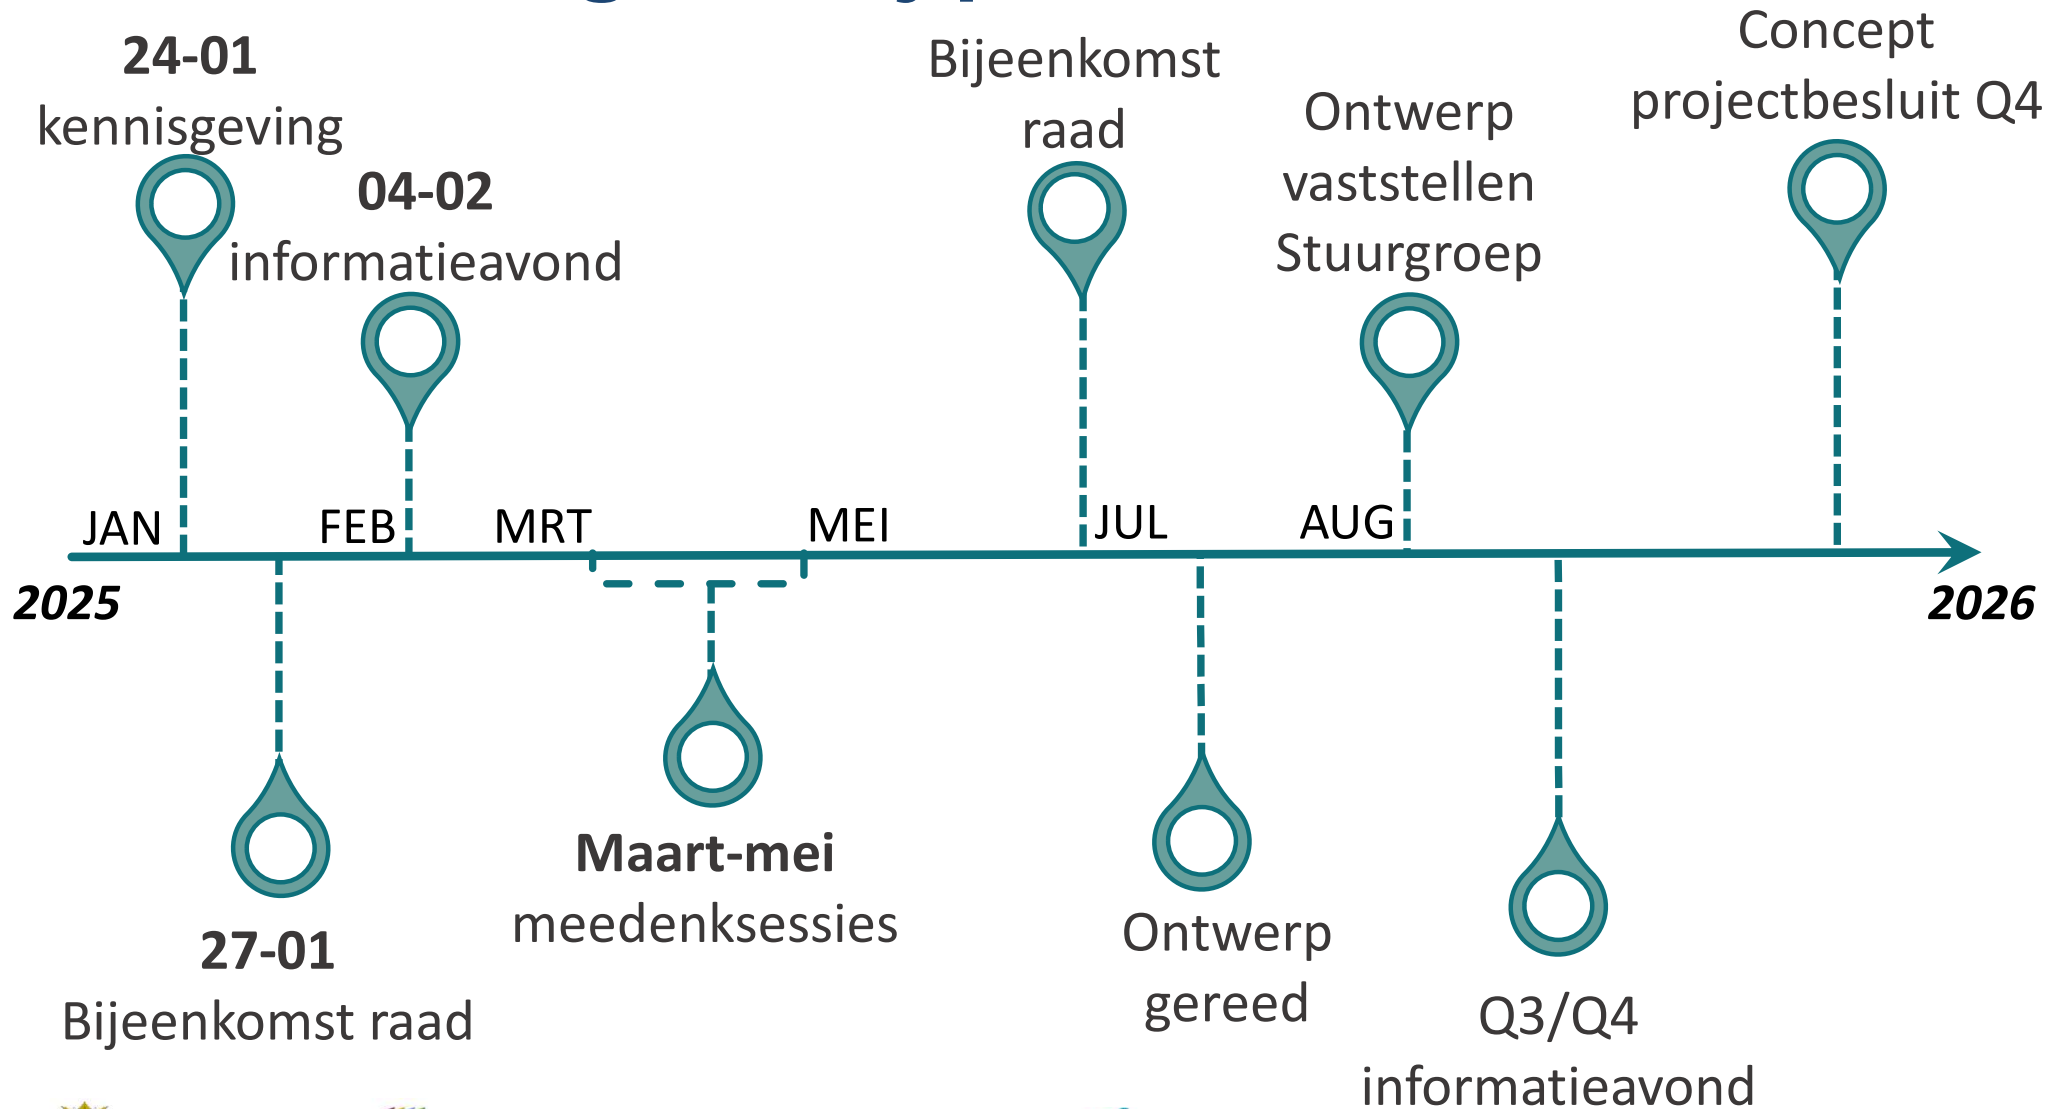 24-01
kennisgeving
04-02
informatieavond
Bijeenkomst
raad
Ontwerp
vaststellen
Stuurgroep
Concept
projectbesluit Q4
JAN
FEB
MRT
MEI
JUL
AUG
2025
2026
27-01
Bijeenkomst raad
Maart-mei
meedenksessies
Ontwerp
gereed
Q3/Q4
informatieavond